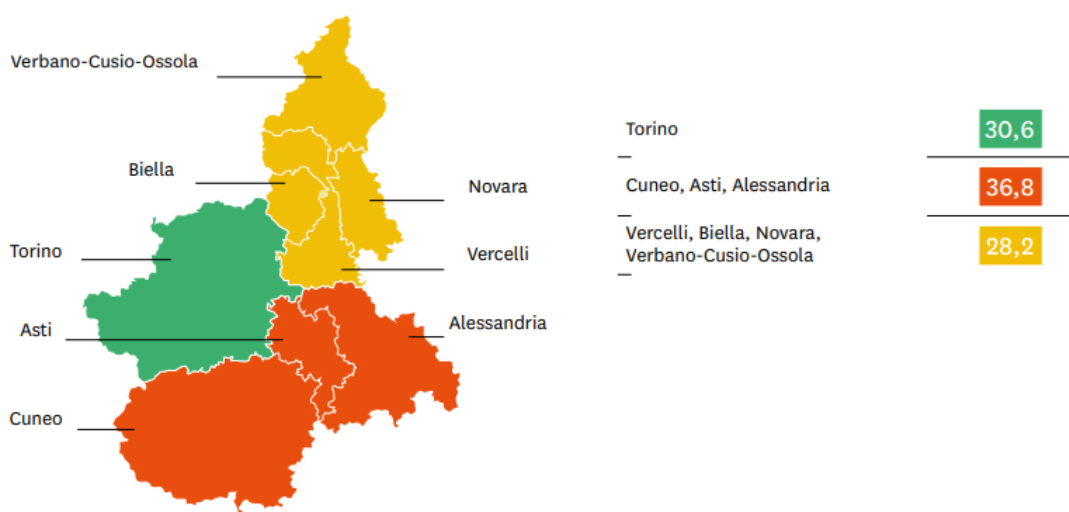 Verbano-Cusio-Ossola
Biella
Novara
Torino
Vercelli
Asti
Alessandria
Cuneo
Torino 30,6
Cuneo, Asti, Alessandria 36,8
Vercelli, Biella, Novara,
Verbano-Cusio-Ossola 28,2